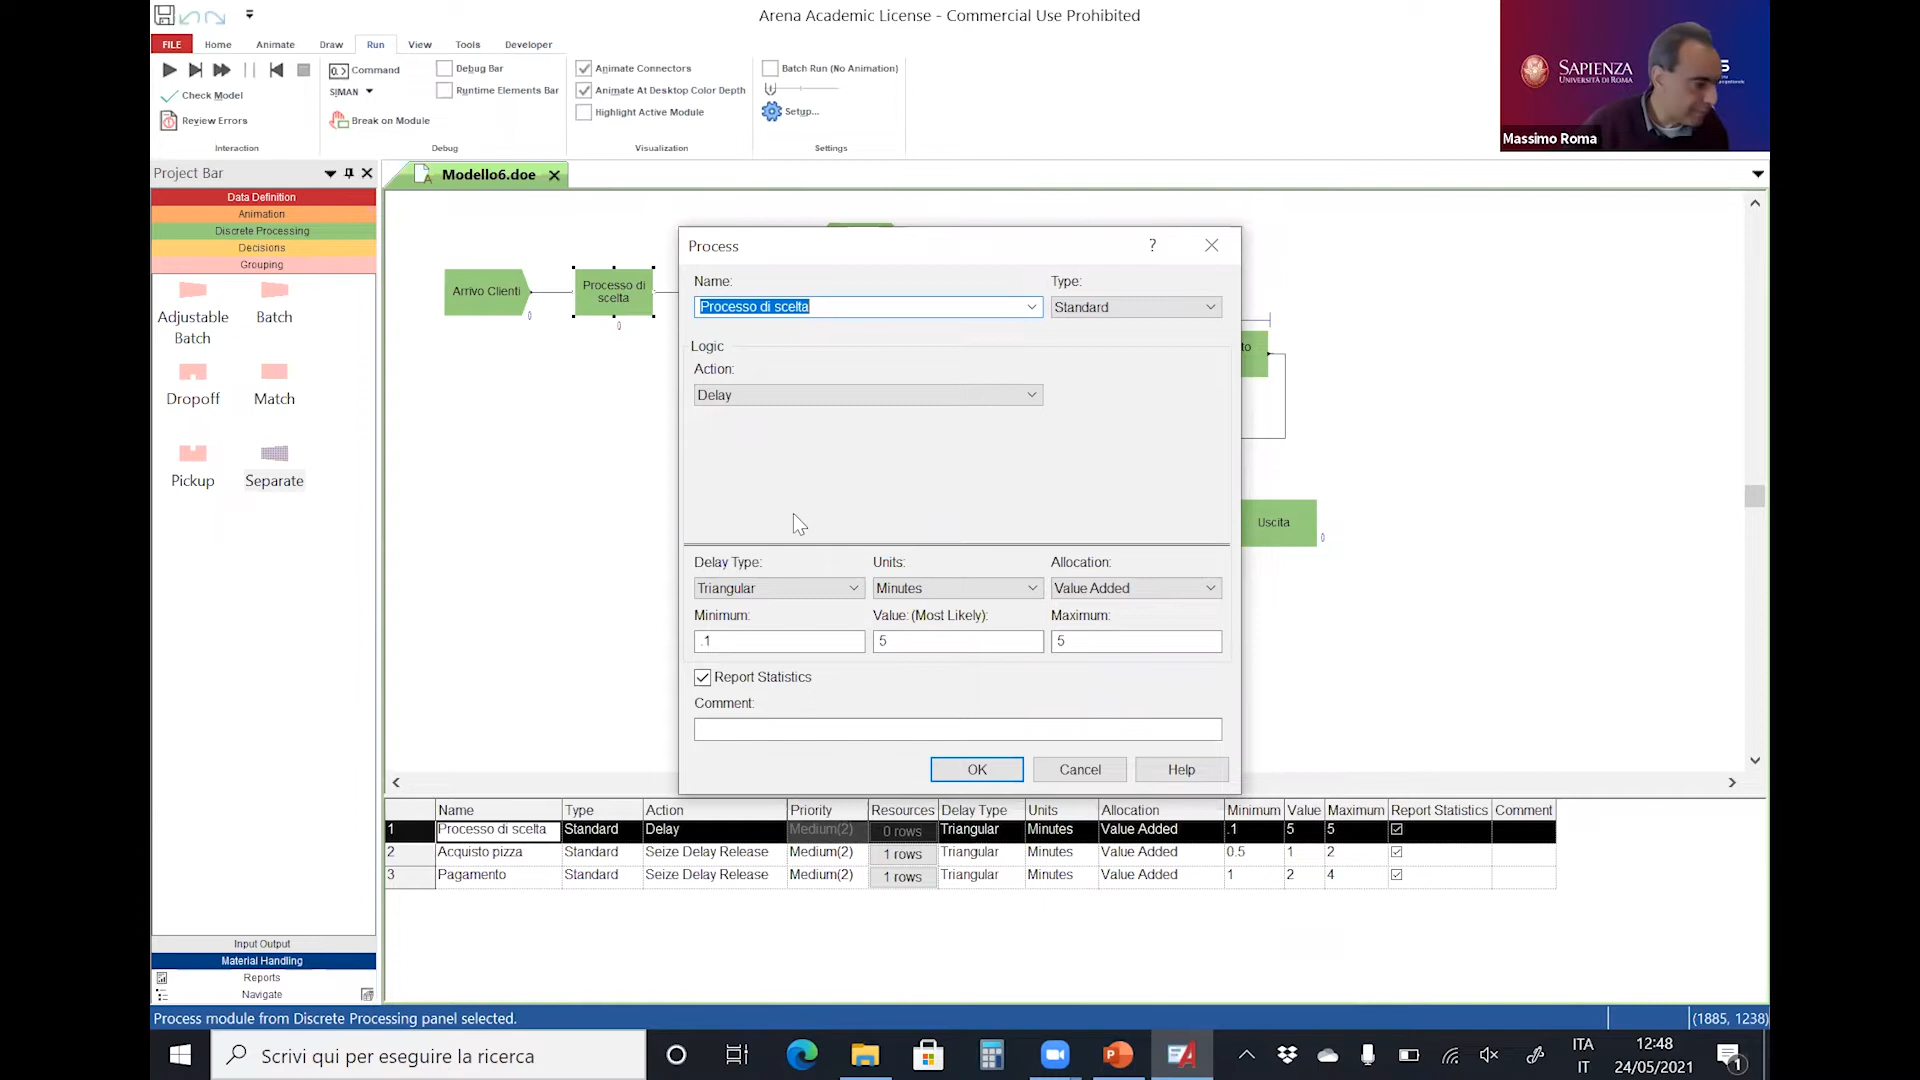 Arena Academic License - Commercial Use Prohibited
FILE Home Animate Draw Run View Tools Developer
Command
SIMAN
Break on Module
Check Model
Review Errors
Interaction
Debug Bar
Runtime Elements Bar
Debug
Animate Connectors
Animate At Desktop Color Depth
Highlight Active Module
Visualization
Batch Run (No Animation)
Setup...
Settings
SAPIENZA
UNIVERSITÀ DI ROMA
Massimo Roma
Project Bar
Data Definition
Animation
Discrete Processing
Decisions
Grouping
Adjustable
Batch
Batch
Dropoff
Match
Pickup
Separate
Input Output
Material Handling
Reports
Navigate
Modello6.doe
Arrivo Clienti
0
Processo di
scelta
0
to
Uscita
0
Process
?
Name:
Type:
Processo di scelta
Standard
Logic
Action:
Delay
Delay Type:
Units:
Allocation:
Triangular
Minutes
Value Added
Minimum:
Value: (Most Likely):
Maximum:
.1
5
5
Report Statistics
Comment:
OK
Cancel
Help
Name Type Action Priority Resources Delay Type Units Allocation Minimum Value Maximum Report Statistics Comment
1 Processo di scelta Standard Delay Medium(2) 0 rows Triangular Minutes Value Added .1 5 5
2 Acquisto pizza Standard Seize Delay Release Medium(2) 1 rows Triangular Minutes Value Added 0.5 1 2
3 Pagamento Standard Seize Delay Release Medium(2) 1 rows Triangular Minutes Value Added 1 2 4
Process module from Discrete Processing panel selected.
(1885, 1238)
Scrivi qui per eseguire la ricerca
ITA
IT
12:48
24/05/2021
1